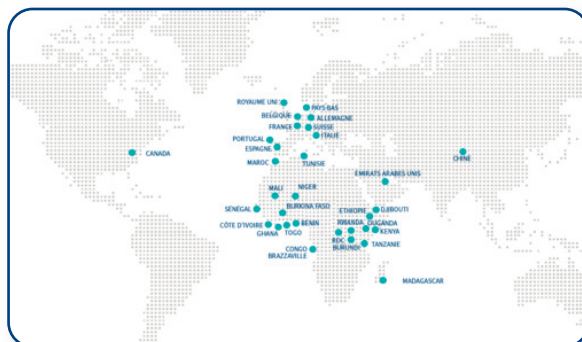 ROYAUME UNI
PAYS BAS
BELGIQUE
ALLEMAGNE
FRANCE
SUISSE
ITALIE
PORTUGAL
ESPAGNE
CANADA
CHINE
MAROC
TUNISIE
EMIRATS ARABES UNIS
MALI
NIGER
SÉNÉGAL
BURKINA FASO
ETHIOPIE
DJIBOUTI
CÔTE D'IVOIRE
BENIN
RWANDA
OUGANDA
GHANA
TOGO
KENYA
RDC
CONGO
BRAZZAVILLE
BURUNDI
TANZANIE
MADAGASCAR